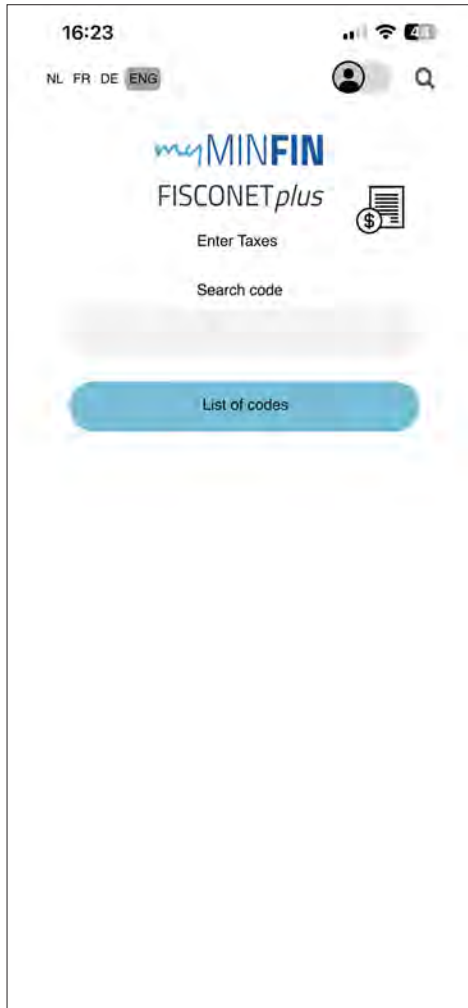 16:23
NL FR DE ENG
myMINFIN
FISCONETplus
$
Enter Taxes
Search code
List of codes